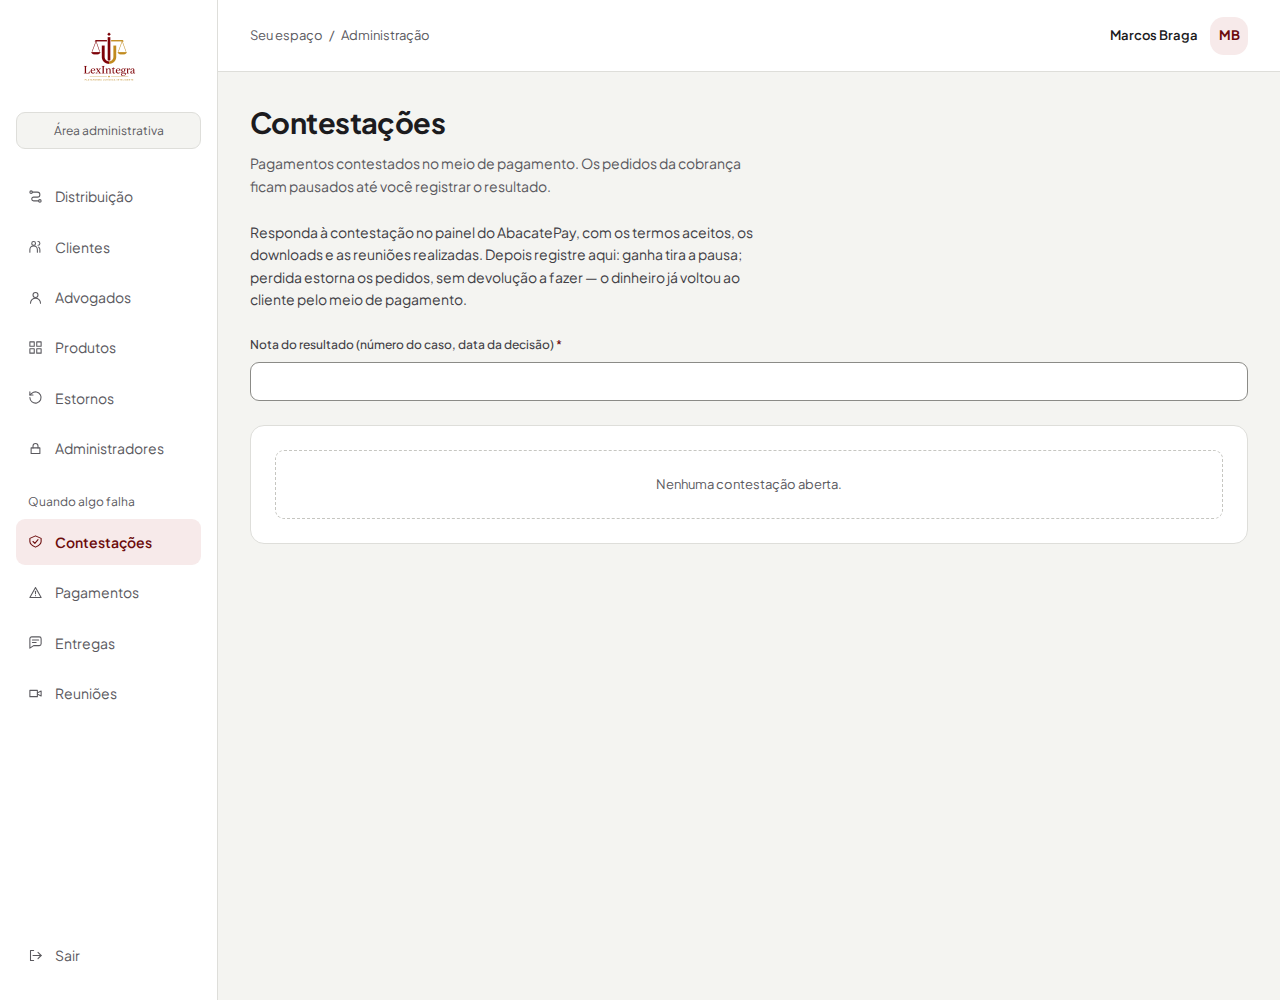 LexIntegra
Área administrativa
Distribuição
Clientes
Advogados
Produtos
Estornos
Administradores
Quando algo falha
Contestações
Pagamentos
Entregas
Reuniões
Sair
Seu espaço / Administração
Marcos Braga MB
Contestações
Pagamentos contestados no meio de pagamento. Os pedidos da cobrança
ficam pausados até você registrar o resultado.
Responda à contestação no painel do AbacatePay, com os termos aceitos, os
downloads e as reuniões realizadas. Depois registre aqui: ganha tira a pausa;
perdida estorna os pedidos, sem devolução a fazer — o dinheiro já voltou ao
cliente pelo meio de pagamento.
Nota do resultado (número do caso, data da decisão) *
Nenhuma contestação aberta.